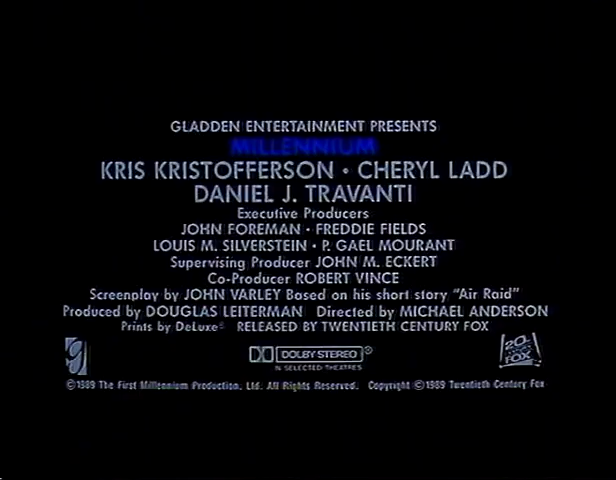 GLADDEN ENTERTAINMENT PRESENTS
MILLENNIUM
KRIS KRISTOFFERSON · CHERYL LADD
DANIEL J. TRAVANTI
Executive Producers
JOHN FOREMAN · FREDDIE FIELDS
LOUIS M. SILVERSTEIN · P. GAEL MOURANT
Supervising Producer JOHN M. ECKERT
Co-Producer ROBERT VINCE
Screenplay by JOHN VARLEY Based on his short story "Air Raid"
Produced by DOUGLAS LEITERMAN Directed by MICHAEL ANDERSON
Prints by DeLuxe® RELEASED BY TWENTIETH CENTURY FOX
g
DOLBY STEREO ®
IN SELECTED THEATRES
20th CENTURY FOX
©1989 The First Millennium Production, Ltd. All Rights Reserved. Copyright ©1989 Twentieth Century Fox